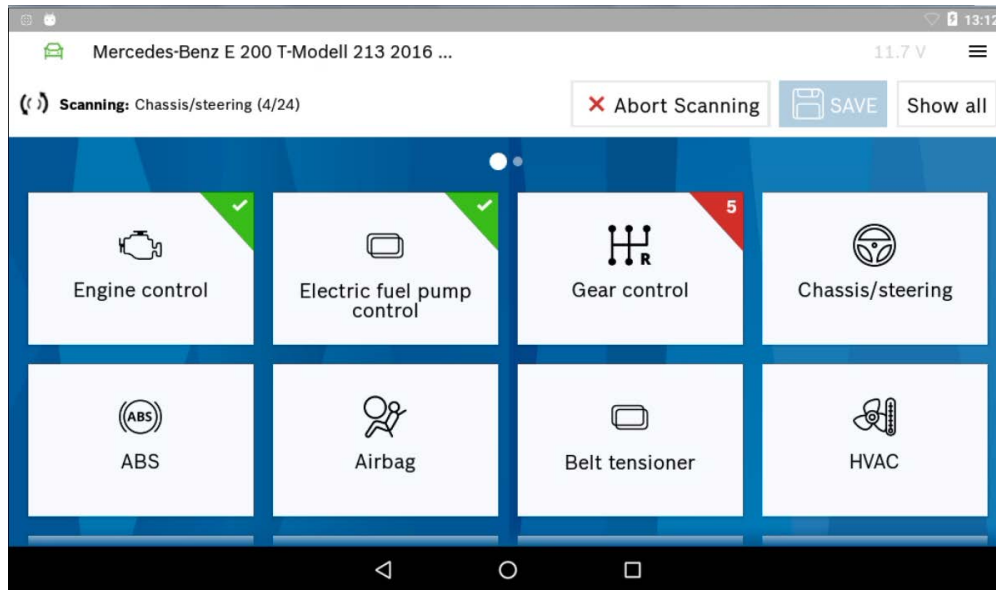 13:12
Mercedes-Benz E 200 T-Modell 213 2016 ...
11.7 V
Scanning: Chassis/steering (4/24)
Abort Scanning
SAVE
Show all
5
R
Engine control
Electric fuel pump
control
Gear control
Chassis/steering
ABS
ABS
Airbag
Belt tensioner
HVAC